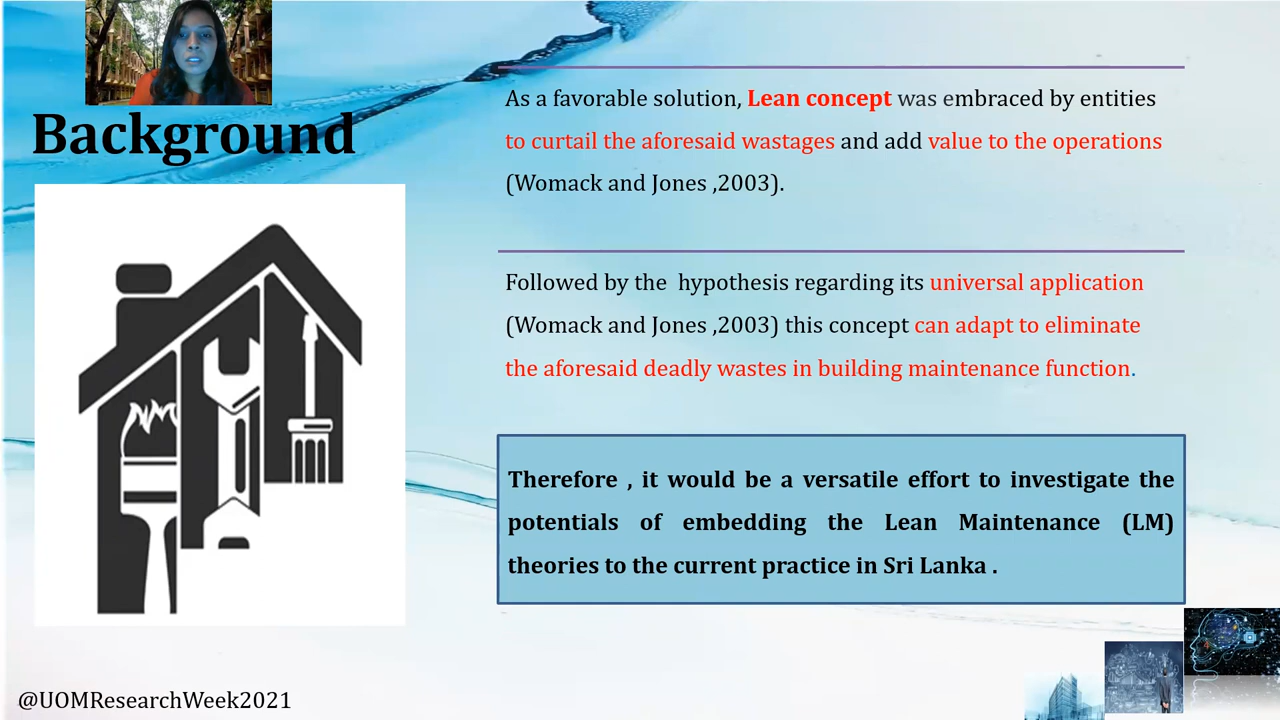 Background
As a favorable solution, Lean concept was embraced by entities
to curtail the aforesaid wastages and add value to the operations
(Womack and Jones ,2003).
Followed by the  hypothesis regarding its universal application
(Womack and Jones ,2003) this concept can adapt to eliminate
the aforesaid deadly wastes in building maintenance function.
Therefore , it would be a versatile effort to investigate the
potentials of embedding the Lean Maintenance (LM)
theories to the current practice in Sri Lanka .
@UOMResearchWeek2021